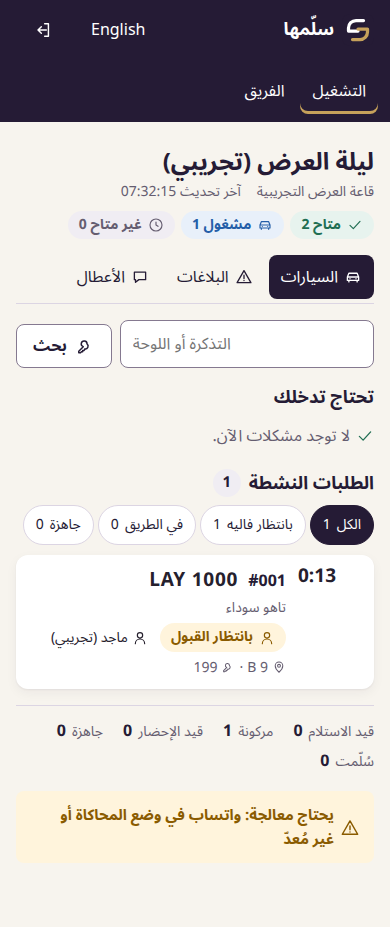 سلّمها
English
التشغيل
الفريق
ليلة العرض (تجريبي)
قاعة العرض التجريبية آخر تحديث 07:32:15
متاح 2
مشغول 1
غير متاح 0
السيارات
البلاغات
الأعطال
التذكرة أو اللوحة
بحث
تحتاج تدخلك
لا توجد مشكلات الآن.
الطلبات النشطة 1
الكل 1
بانتظار فاليه 1
في الطريق 0
جاهزة 0
0:13
#001 LAY 1000
تاهو سوداء
بانتظار القبول
ماجد (تجريبي)
B 9 · 199
قيد الاستلام 0 مركونة 1 قيد الإحضار 0 جاهزة 0
سُلّمت 0
يحتاج معالجة: واتساب في وضع المحاكاة أو
غير مُعدّ